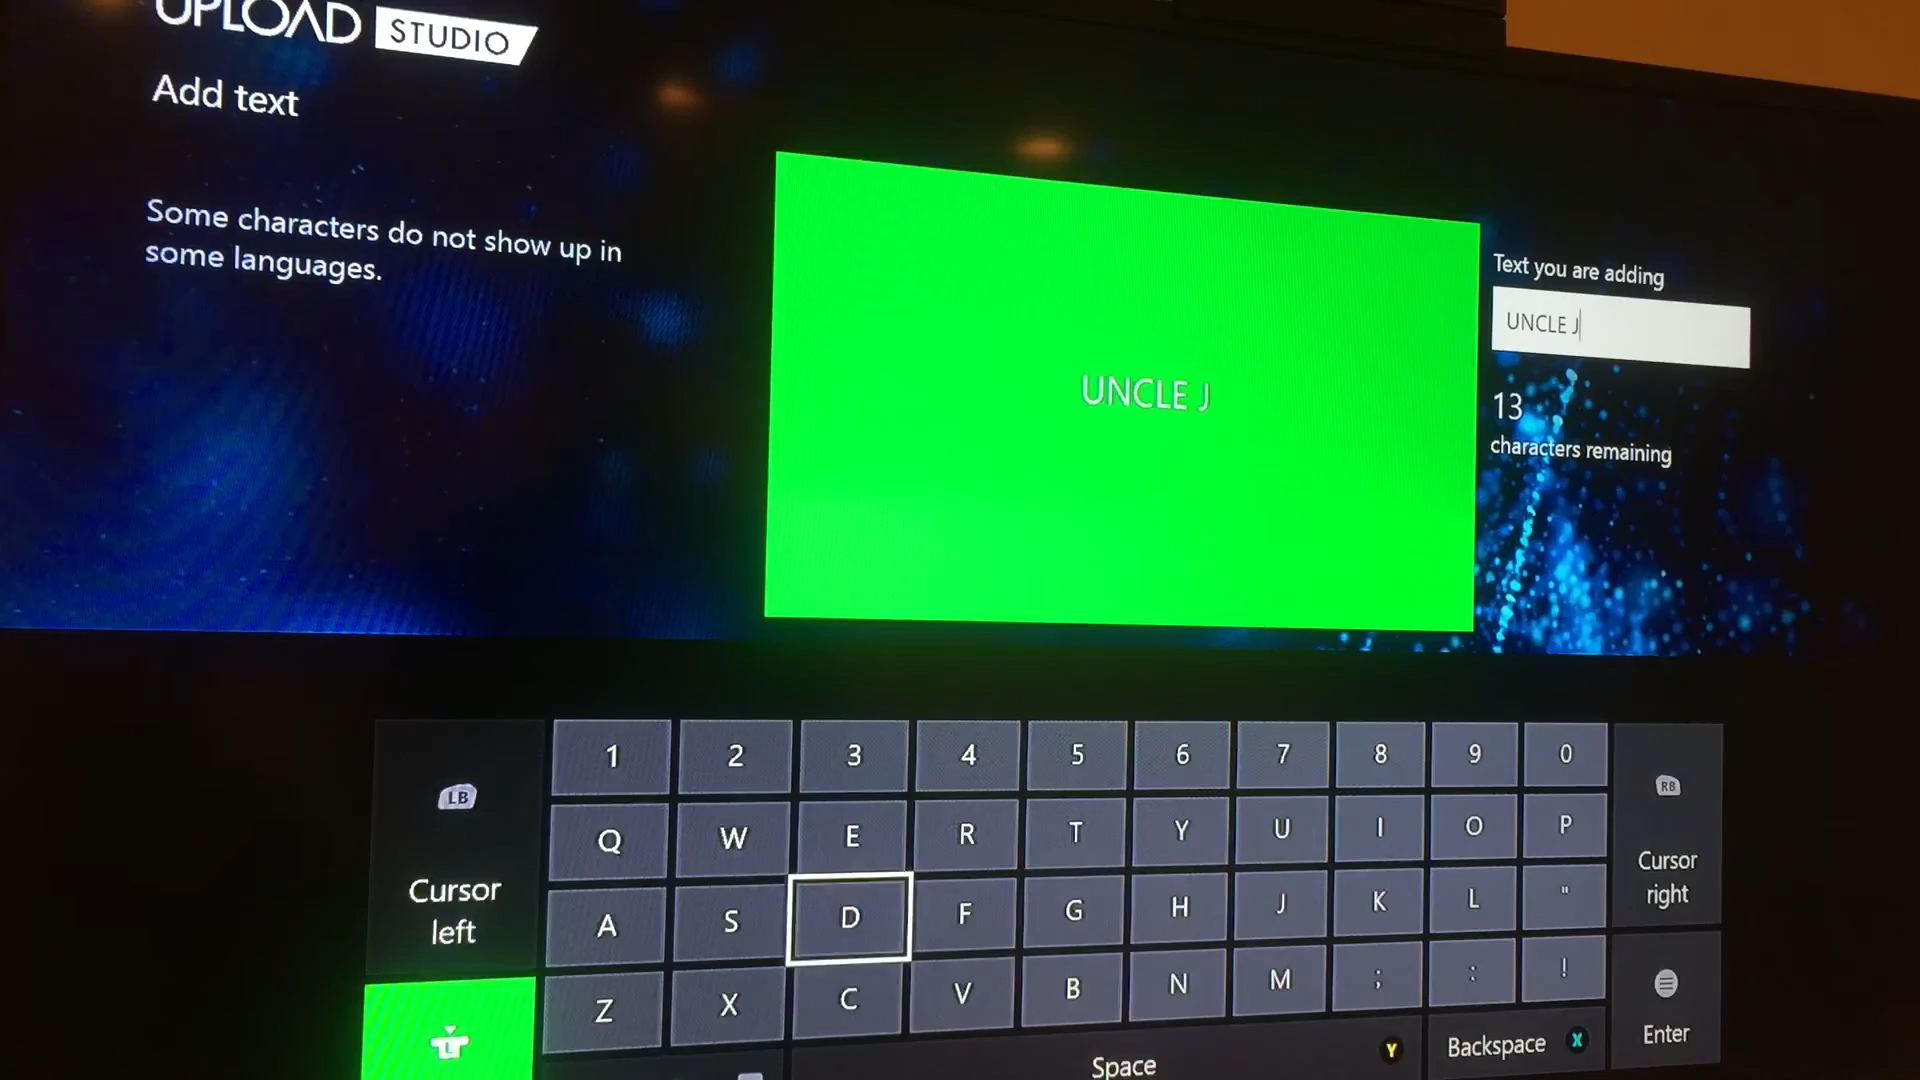 UPLOAD STUDIO
Add text
Some characters do not show up in
some languages.
UNCLE J
Text you are adding
UNCLE J
13
characters remaining
LB
Cursor
left
1 2 3 4 5 6 7 8 9 0
Q W E R T Y U I O P
A S D F G H J K L "
Z X C V B N M ; : !
RB
Cursor
right
Enter
L
Space Y
Backspace X